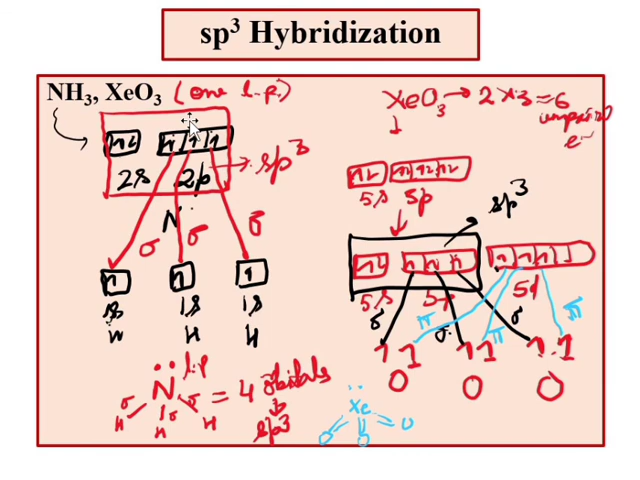 sp³ Hybridization
NH₃, XeO₃ (one l.p.)
XeO₃ → 2×3=6
unpaired
e⁻
2s 2p → sp³
N
σ σ σ
1s 1s 1s
H H H
5s 5p
sp³
5s 5p 5d
σ π σ π σ π
O O O
l.p
N = 4 orbitals
σ σ σ
H H H
sp³
Xe
O O O